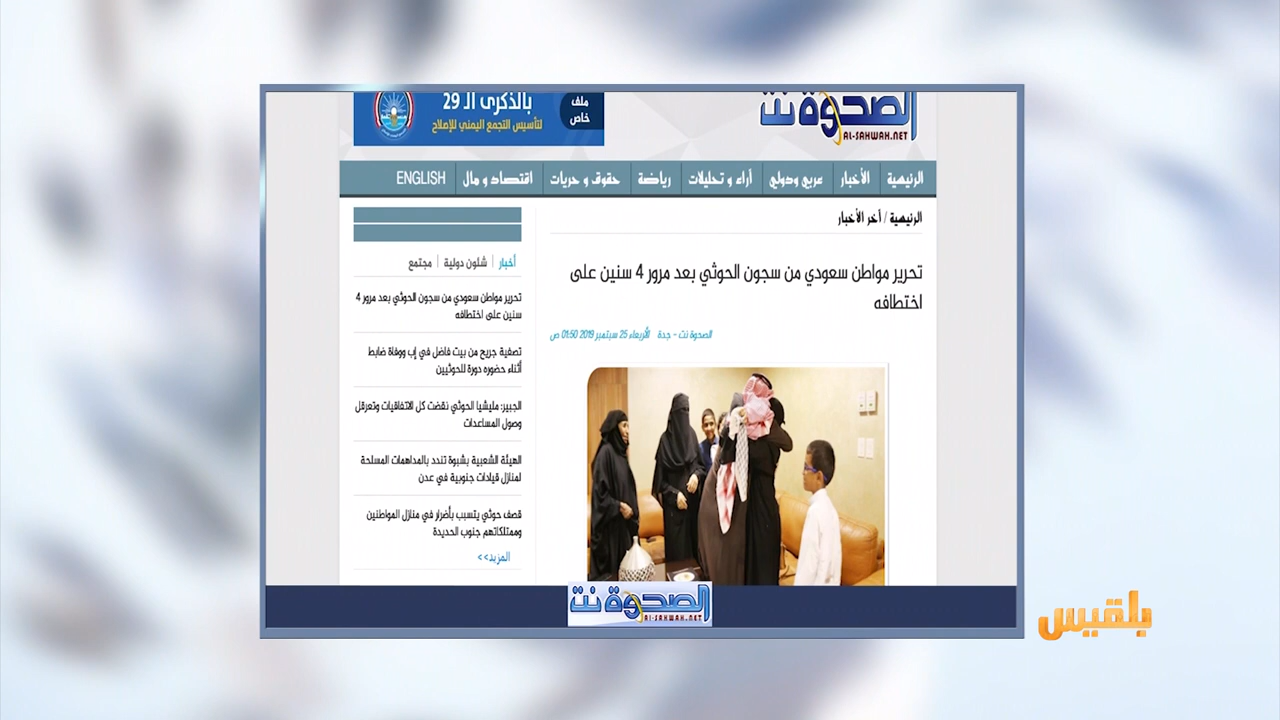 بالذكرى الـ 29
لتأسيس التجمع اليمني للإصلاح
ملف
خاص
الصحوة نت
AL-SAHWAH.NET
الرئيسية
الأخبار
عربي ودولي
آراء و تحليلات
رياضة
حقوق و حريات
اقتصاد و مال
ENGLISH
الرئيسية / آخر الأخبار
تحرير مواطن سعودي من سجون الحوثي بعد مرور 4 سنين على
اختطافه
الصحوة نت - جدة الأربعاء 25 سبتمبر 2019 01:50 ص
أخبار | شئون دولية | مجتمع
تحرير مواطن سعودي من سجون الحوثي بعد مرور 4
سنين على اختطافه
تصفية جريح من بيت فاضل في إب ووفاة ضابط
أثناء حضوره دورة للحوثيين
الجبير: مليشيا الحوثي نقضت كل الاتفاقيات وتعرقل
وصول المساعدات
الهيئة الشعبية بشبوة تندد بالمداهمات المسلحة
لمنازل قيادات جنوبية في عدن
قصف حوثي يتسبب بأضرار في منازل المواطنين
وممتلكاتهم جنوب الحديدة
المزيد>>
الصحوة نت
AL-SAHWAH.NET
بلقيس